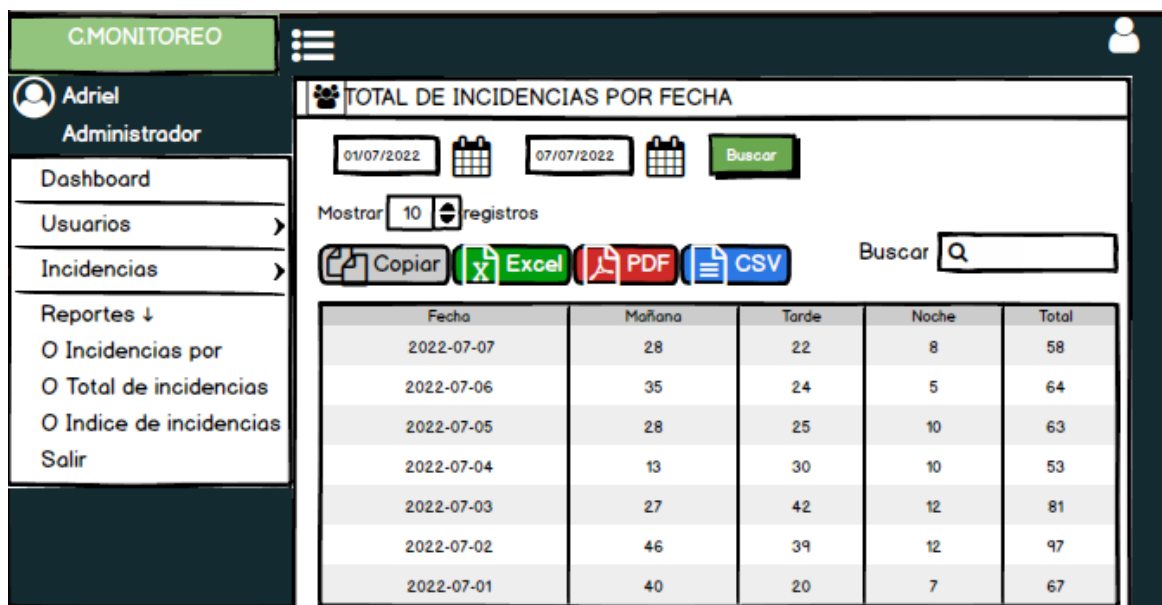 C.MONITOREO
Adriel
Administrador
Dashboard
Usuarios
Incidencias
Reportes ↓
O Incidencias por
O Total de incidencias
O Indice de incidencias
Salir
TOTAL DE INCIDENCIAS POR FECHA
01/07/2022 07/07/2022 Buscar
Mostrar 10 registros
Copiar Excel PDF CSV Buscar
Fecha Mañana Tarde Noche Total
2022-07-07 28 22 8 58
2022-07-06 35 24 5 64
2022-07-05 28 25 10 63
2022-07-04 13 30 10 53
2022-07-03 27 42 12 81
2022-07-02 46 39 12 97
2022-07-01 40 20 7 67